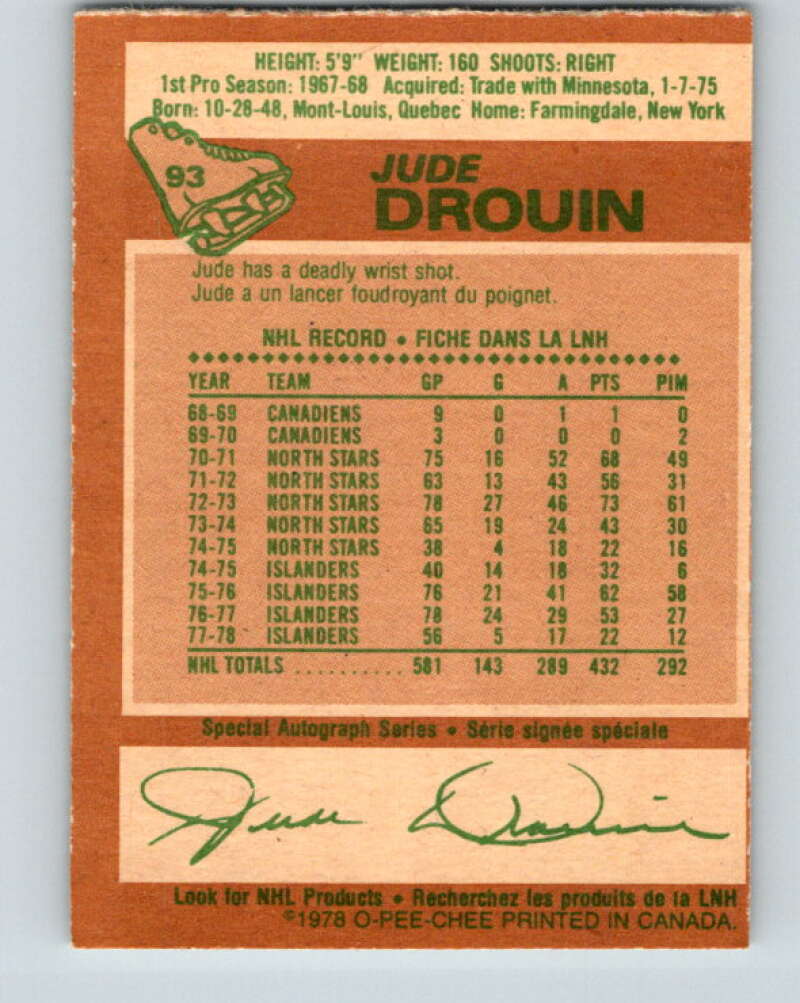 HEIGHT: 5'9" WEIGHT: 160 SHOOTS: RIGHT
1st Pro Season: 1967-68 Acquired: Trade with Minnesota, 1-7-75
Born: 10-28-48, Mont-Louis, Quebec Home: Farmingdale, New York
93
JUDE
DROUIN
Jude has a deadly wrist shot.
Jude a un lancer foudroyant du poignet.
NHL RECORD • FICHE DANS LA LNH
YEAR TEAM GP G A PTS PIM
68-69 CANADIENS 9 0 1 1 0
69-70 CANADIENS 3 0 0 0 2
70-71 NORTH STARS 75 16 52 68 49
71-72 NORTH STARS 63 13 43 56 31
72-73 NORTH STARS 78 27 46 73 61
73-74 NORTH STARS 65 19 24 43 30
74-75 NORTH STARS 38 4 18 22 16
74-75 ISLANDERS 40 14 18 32 6
75-76 ISLANDERS 76 21 41 62 58
76-77 ISLANDERS 78 24 29 53 27
77-78 ISLANDERS 56 5 17 22 12
NHL TOTALS .......... 581 143 289 432 292
Special Autograph Series • Série signée spéciale
Jude Drouin
Look for NHL Products • Recherchez les produits de la LNH
©1978 O-PEE-CHEE PRINTED IN CANADA.